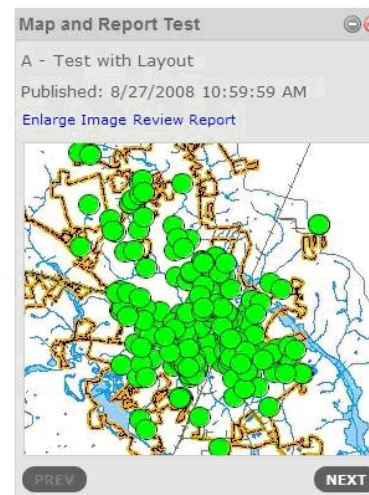 Map and Report Test
A - Test with Layout
Published: 8/27/2008 10:59:59 AM
Enlarge Image Review Report
PREV
NEXT